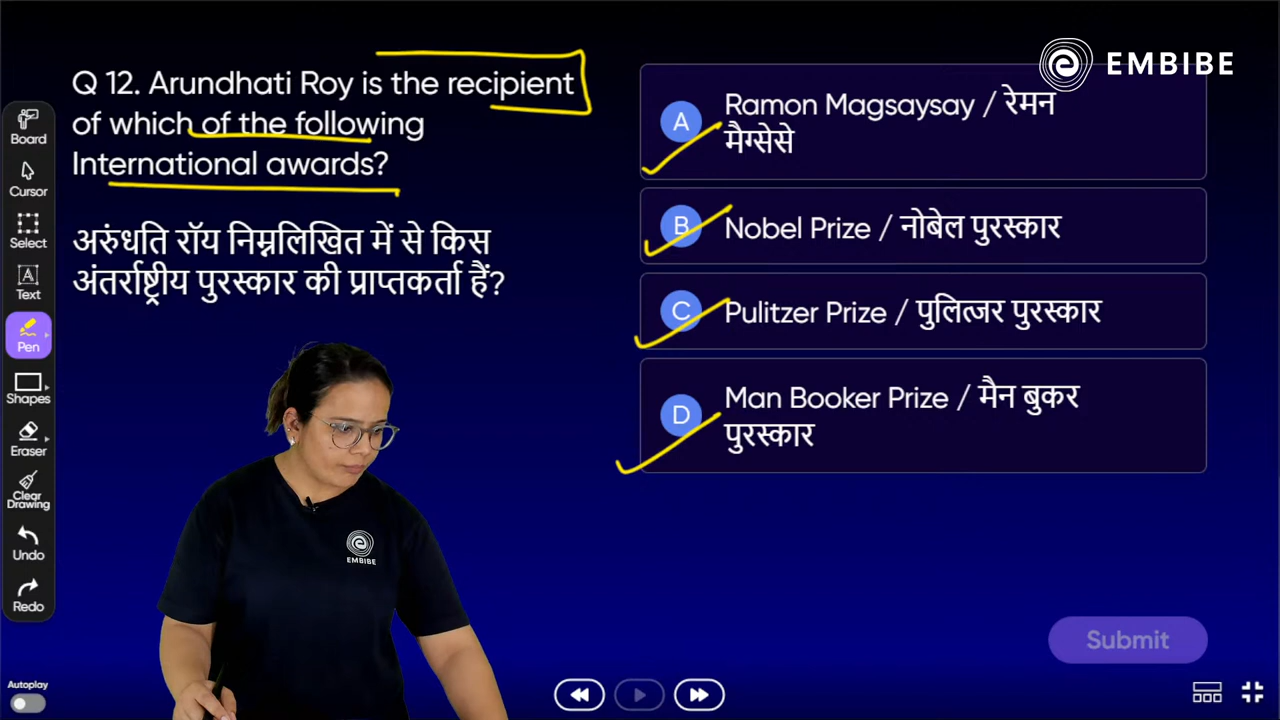 EMBIBE
Q 12. Arundhati Roy is the recipient
of which of the following
International awards?
अरुंधति रॉय निम्नलिखित में से किस
अंतर्राष्ट्रीय पुरस्कार की प्राप्तकर्ता हैं?
A
Ramon Magsaysay / रेमन
मैग्सेसे
B
Nobel Prize / नोबेल पुरस्कार
C
Pulitzer Prize / पुलित्जर पुरस्कार
D
Man Booker Prize / मैन बुकर
पुरस्कार
Board
Cursor
Select
Text
Pen
Shapes
Eraser
Clear
Drawing
Undo
Redo
EMBIBE
Submit
Autoplay